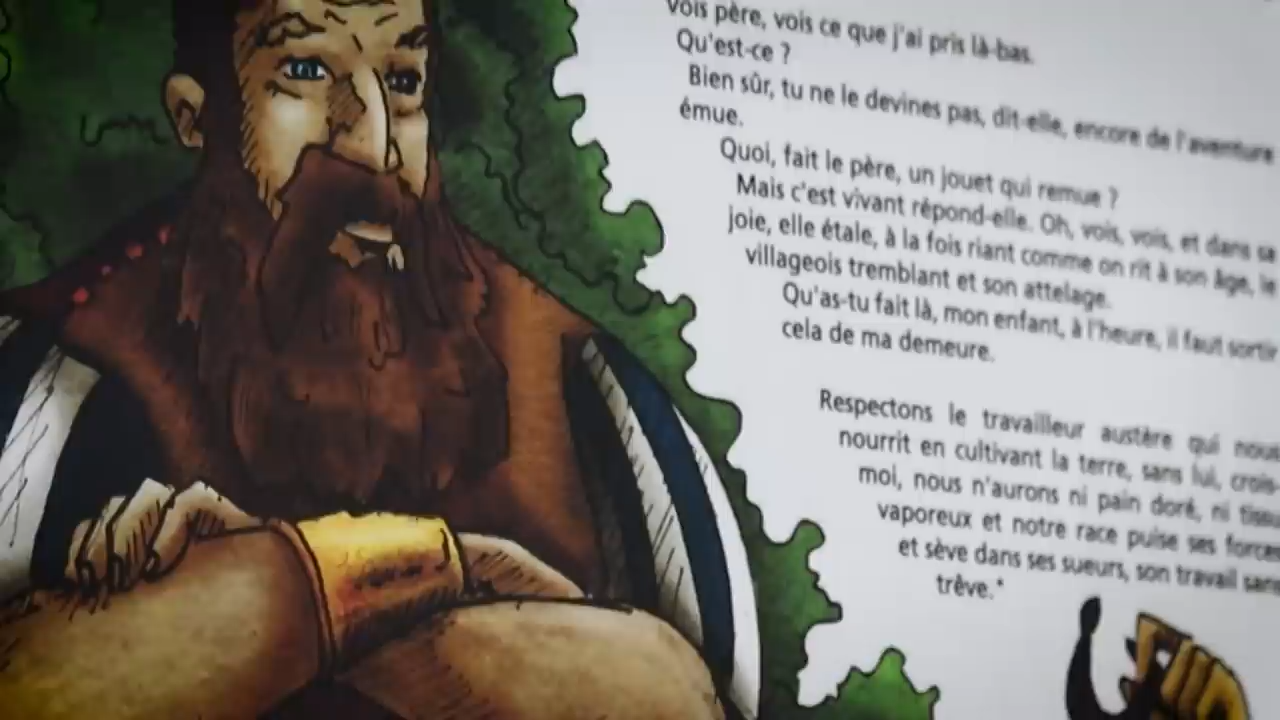 Vois père, vois ce que j'ai pris là-bas.
Qu'est-ce ?
Bien sûr, tu ne le devines pas, dit-elle, encore de l'aventure
émue.
Quoi, fait le père, un jouet qui remue ?
Mais c'est vivant répond-elle. Oh, vois, vois, et dans sa
joie, elle étale, à la fois riant comme on rit à son âge, le
villageois tremblant et son attelage.
Qu'as-tu fait là, mon enfant, à l'heure, il faut sortir
cela de ma demeure.
Respectons le travailleur austère qui nous
nourrit en cultivant la terre, sans lui, crois-
moi, nous n'aurons ni pain doré, ni tissu
vaporeux et notre race puise ses forces
et sève dans ses sueurs, son travail sans
trêve.*